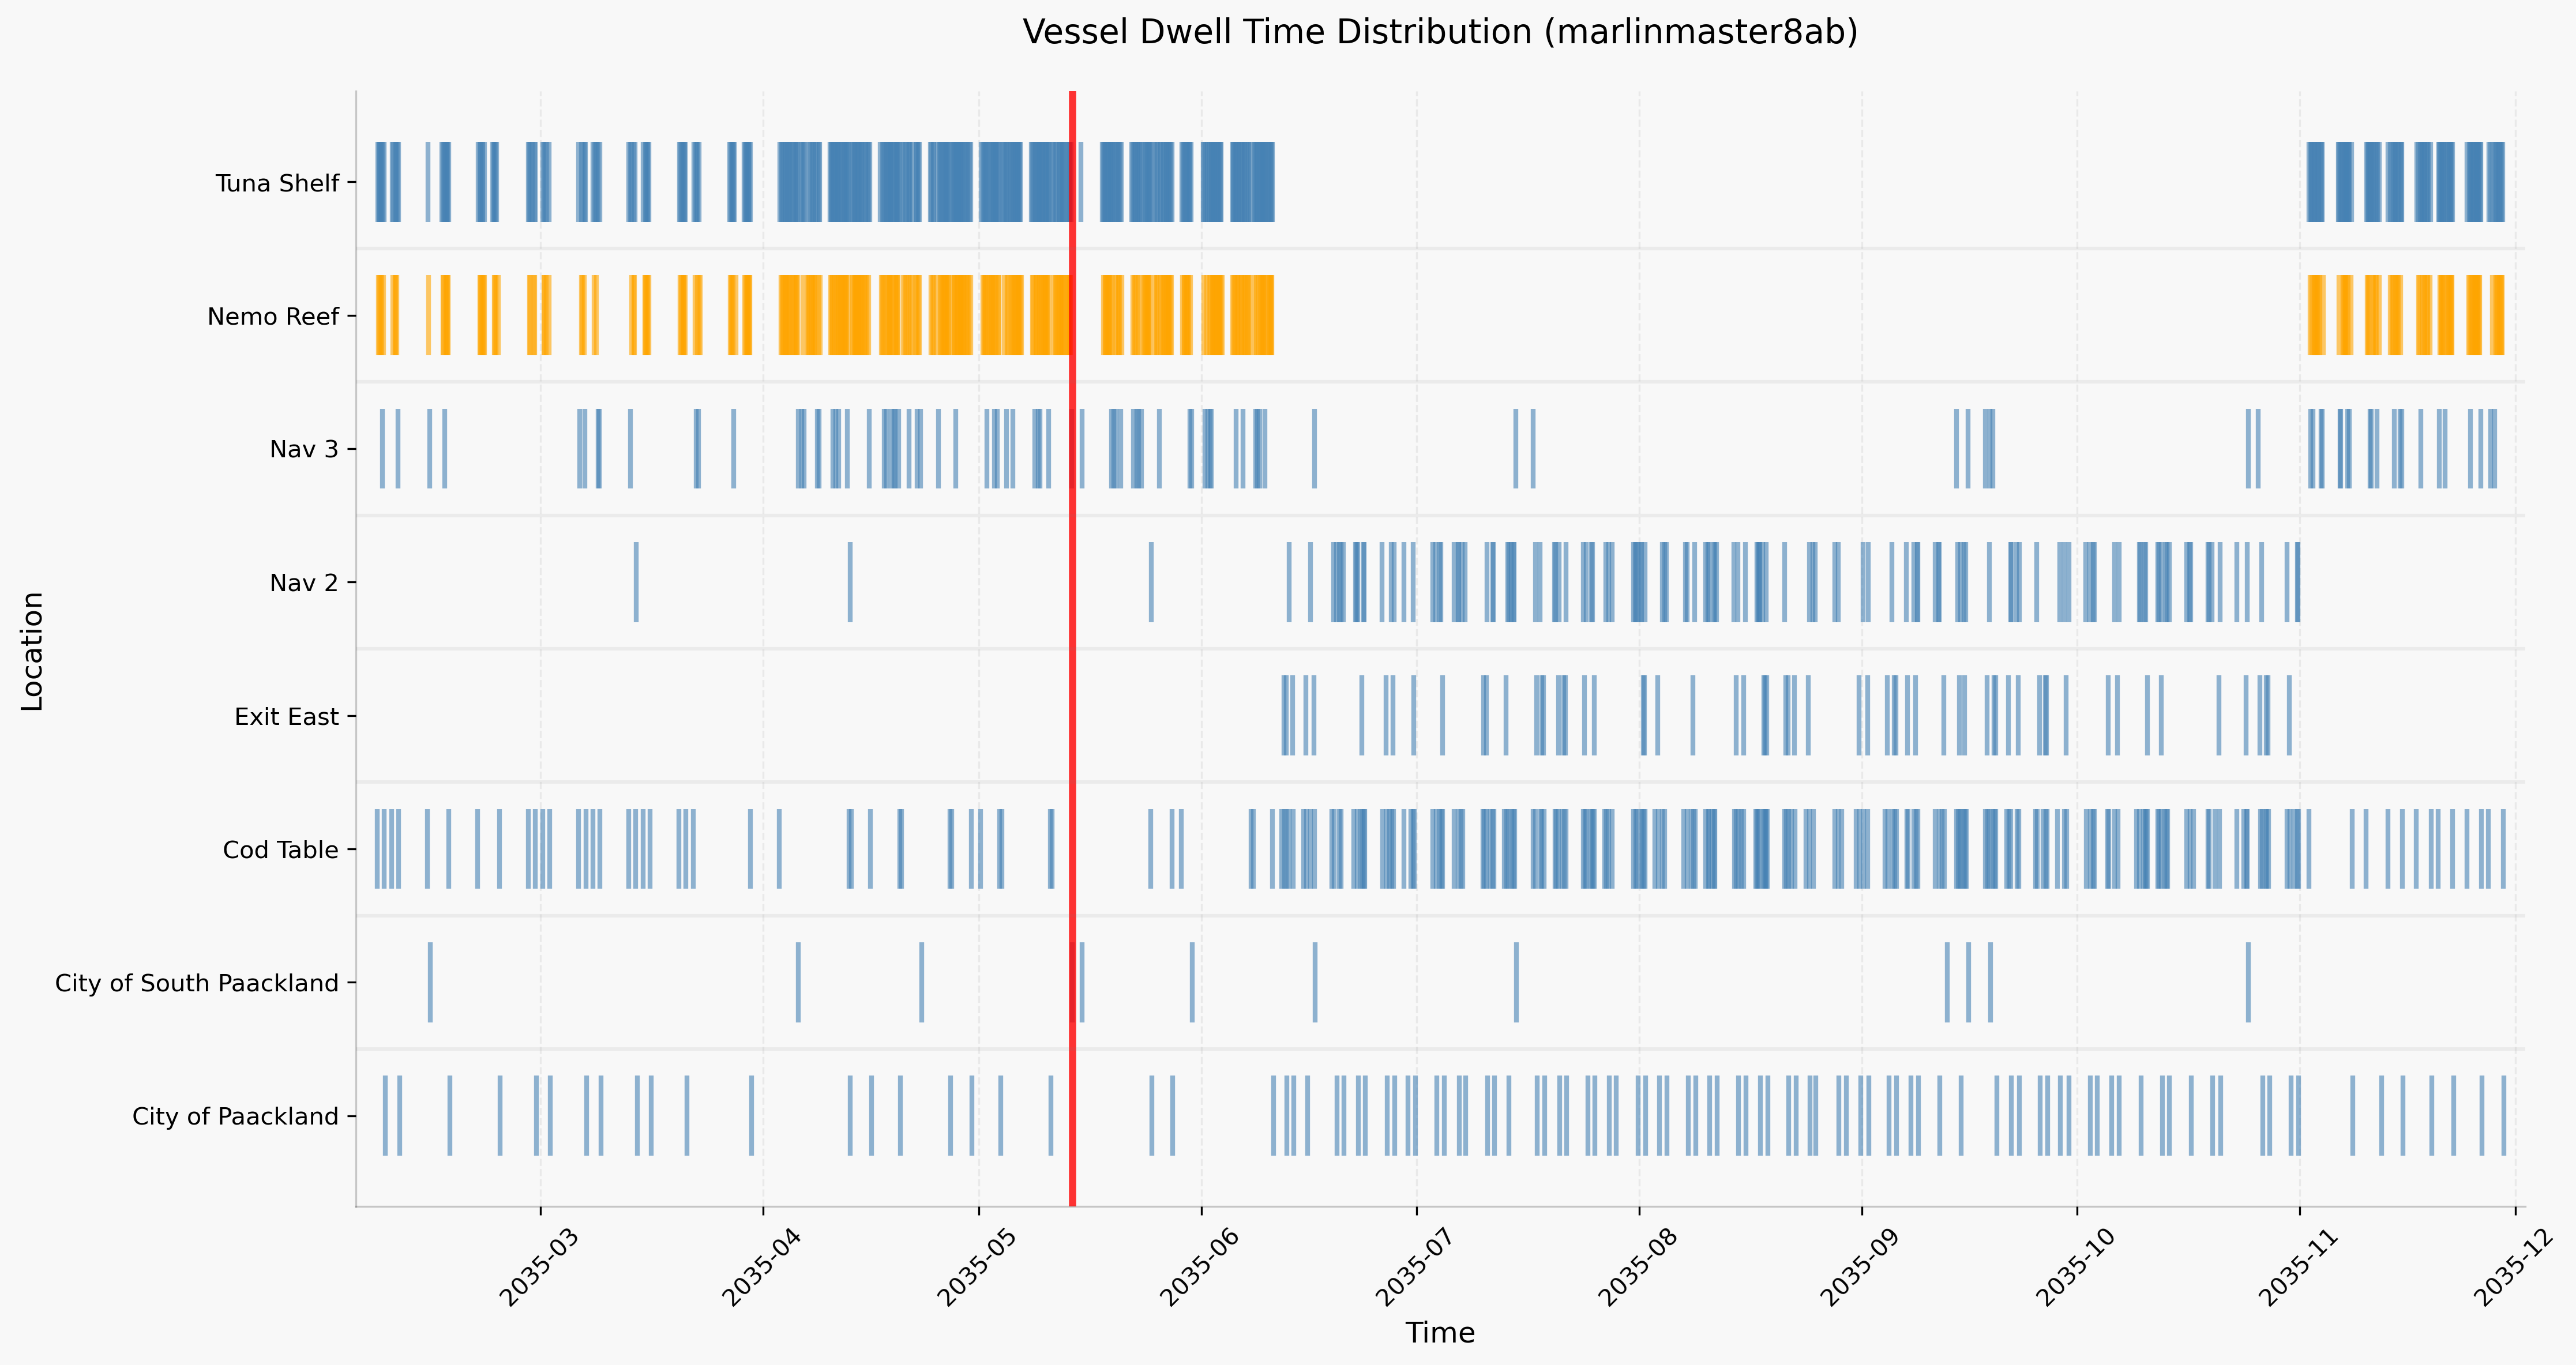 Vessel Dwell Time Distribution (marlinmaster8ab)
Location
Tuna Shelf
Nemo Reef
Nav 3
Nav 2
Exit East
Cod Table
City of South Paackland
City of Paackland
2035-03
2035-04
2035-05
2035-06
2035-07
2035-08
2035-09
2035-10
2035-11
2035-12
Time